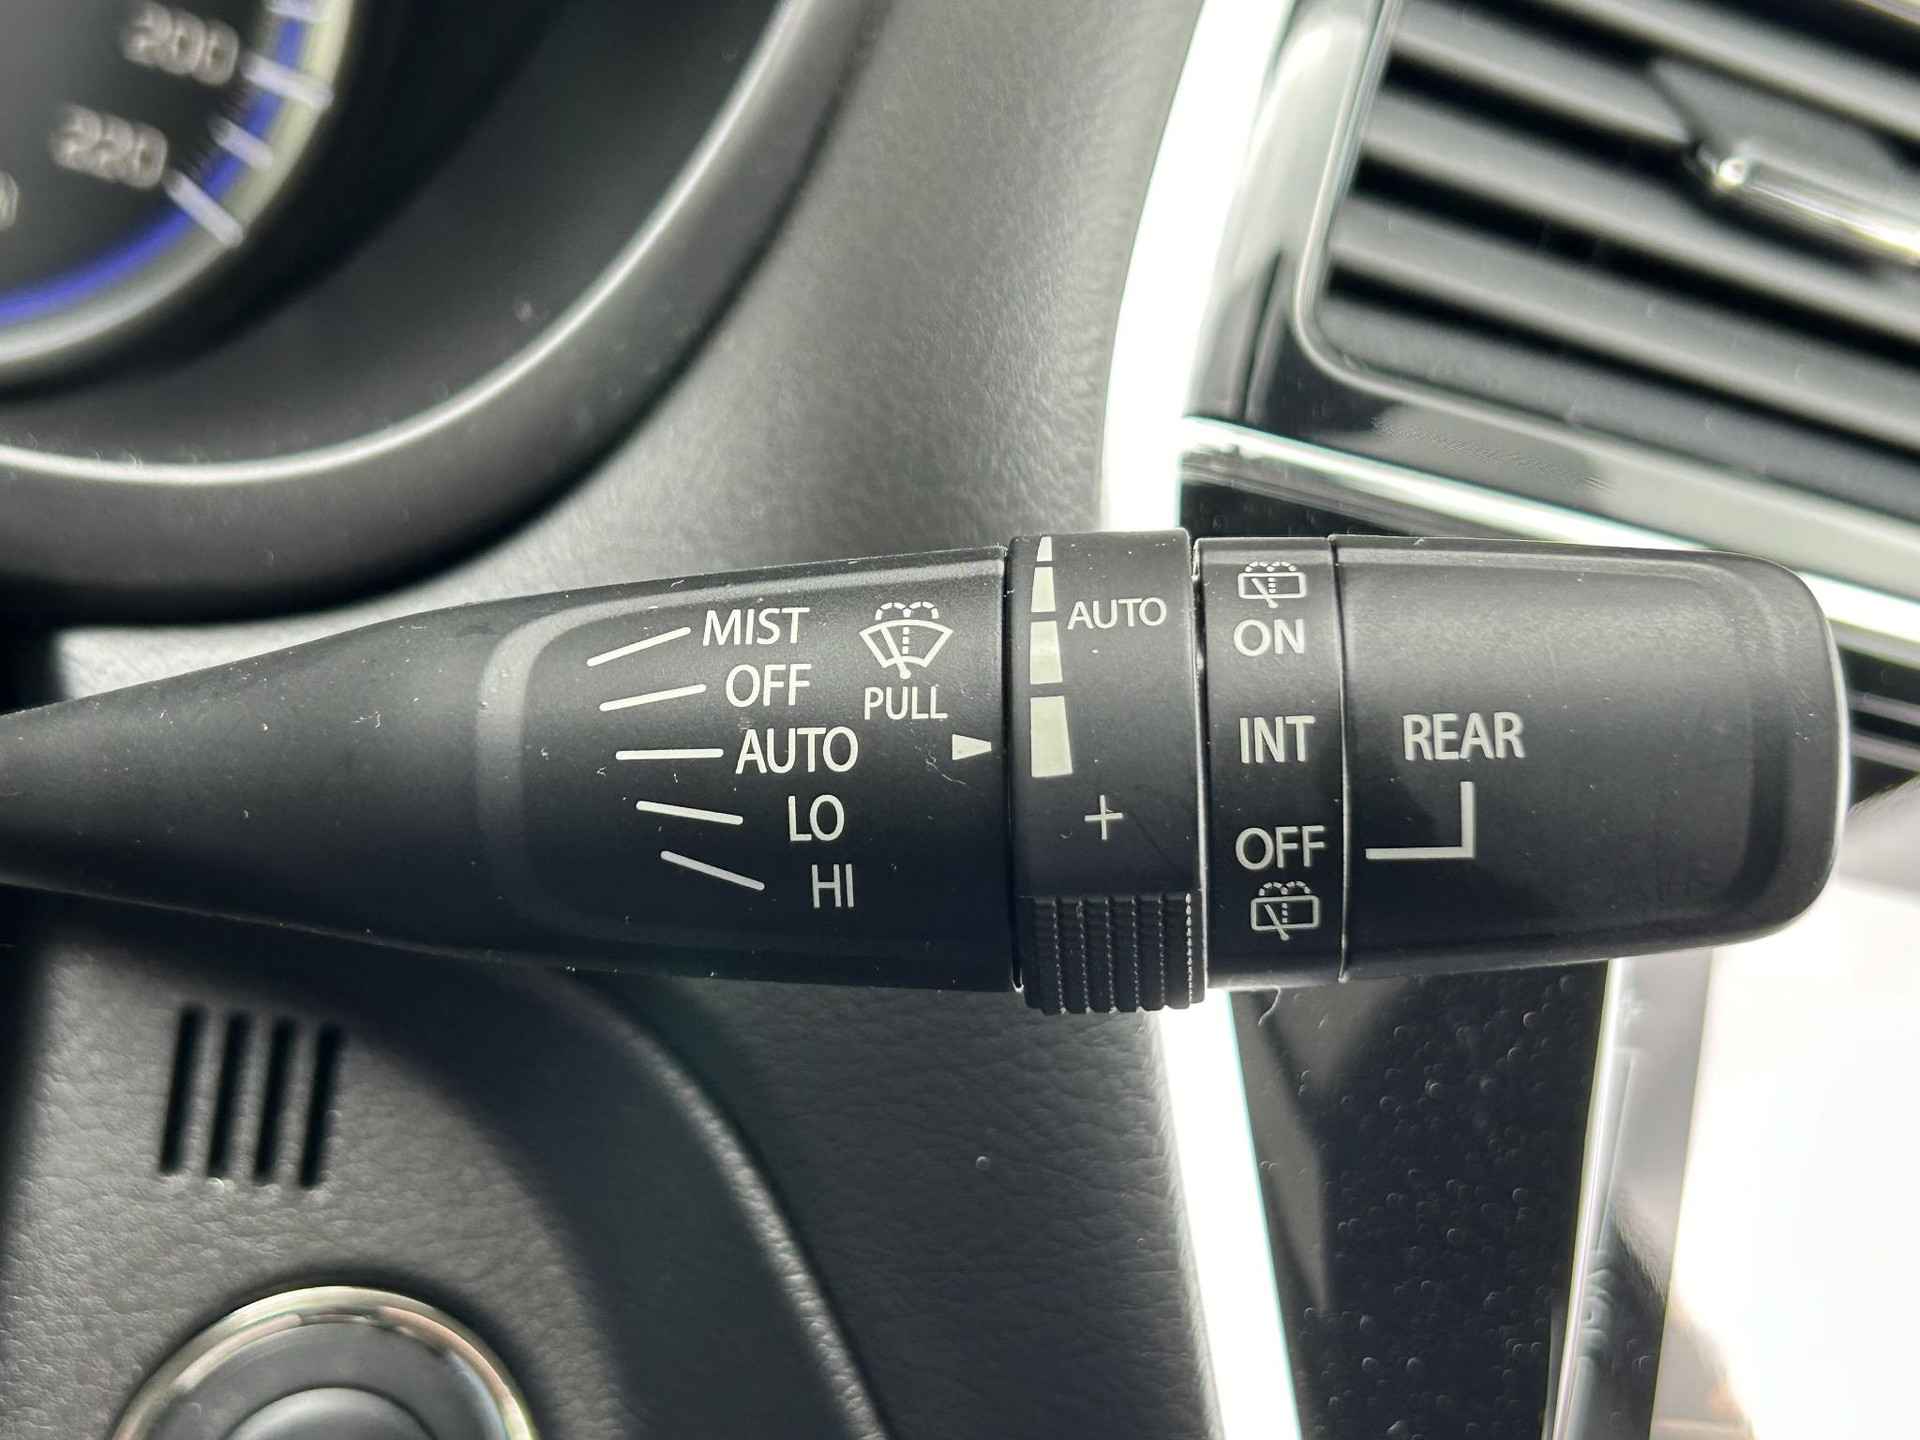 200
220
MIST
OFF
AUTO
LO
HI
PULL
AUTO
+
ON
INT
OFF
REAR